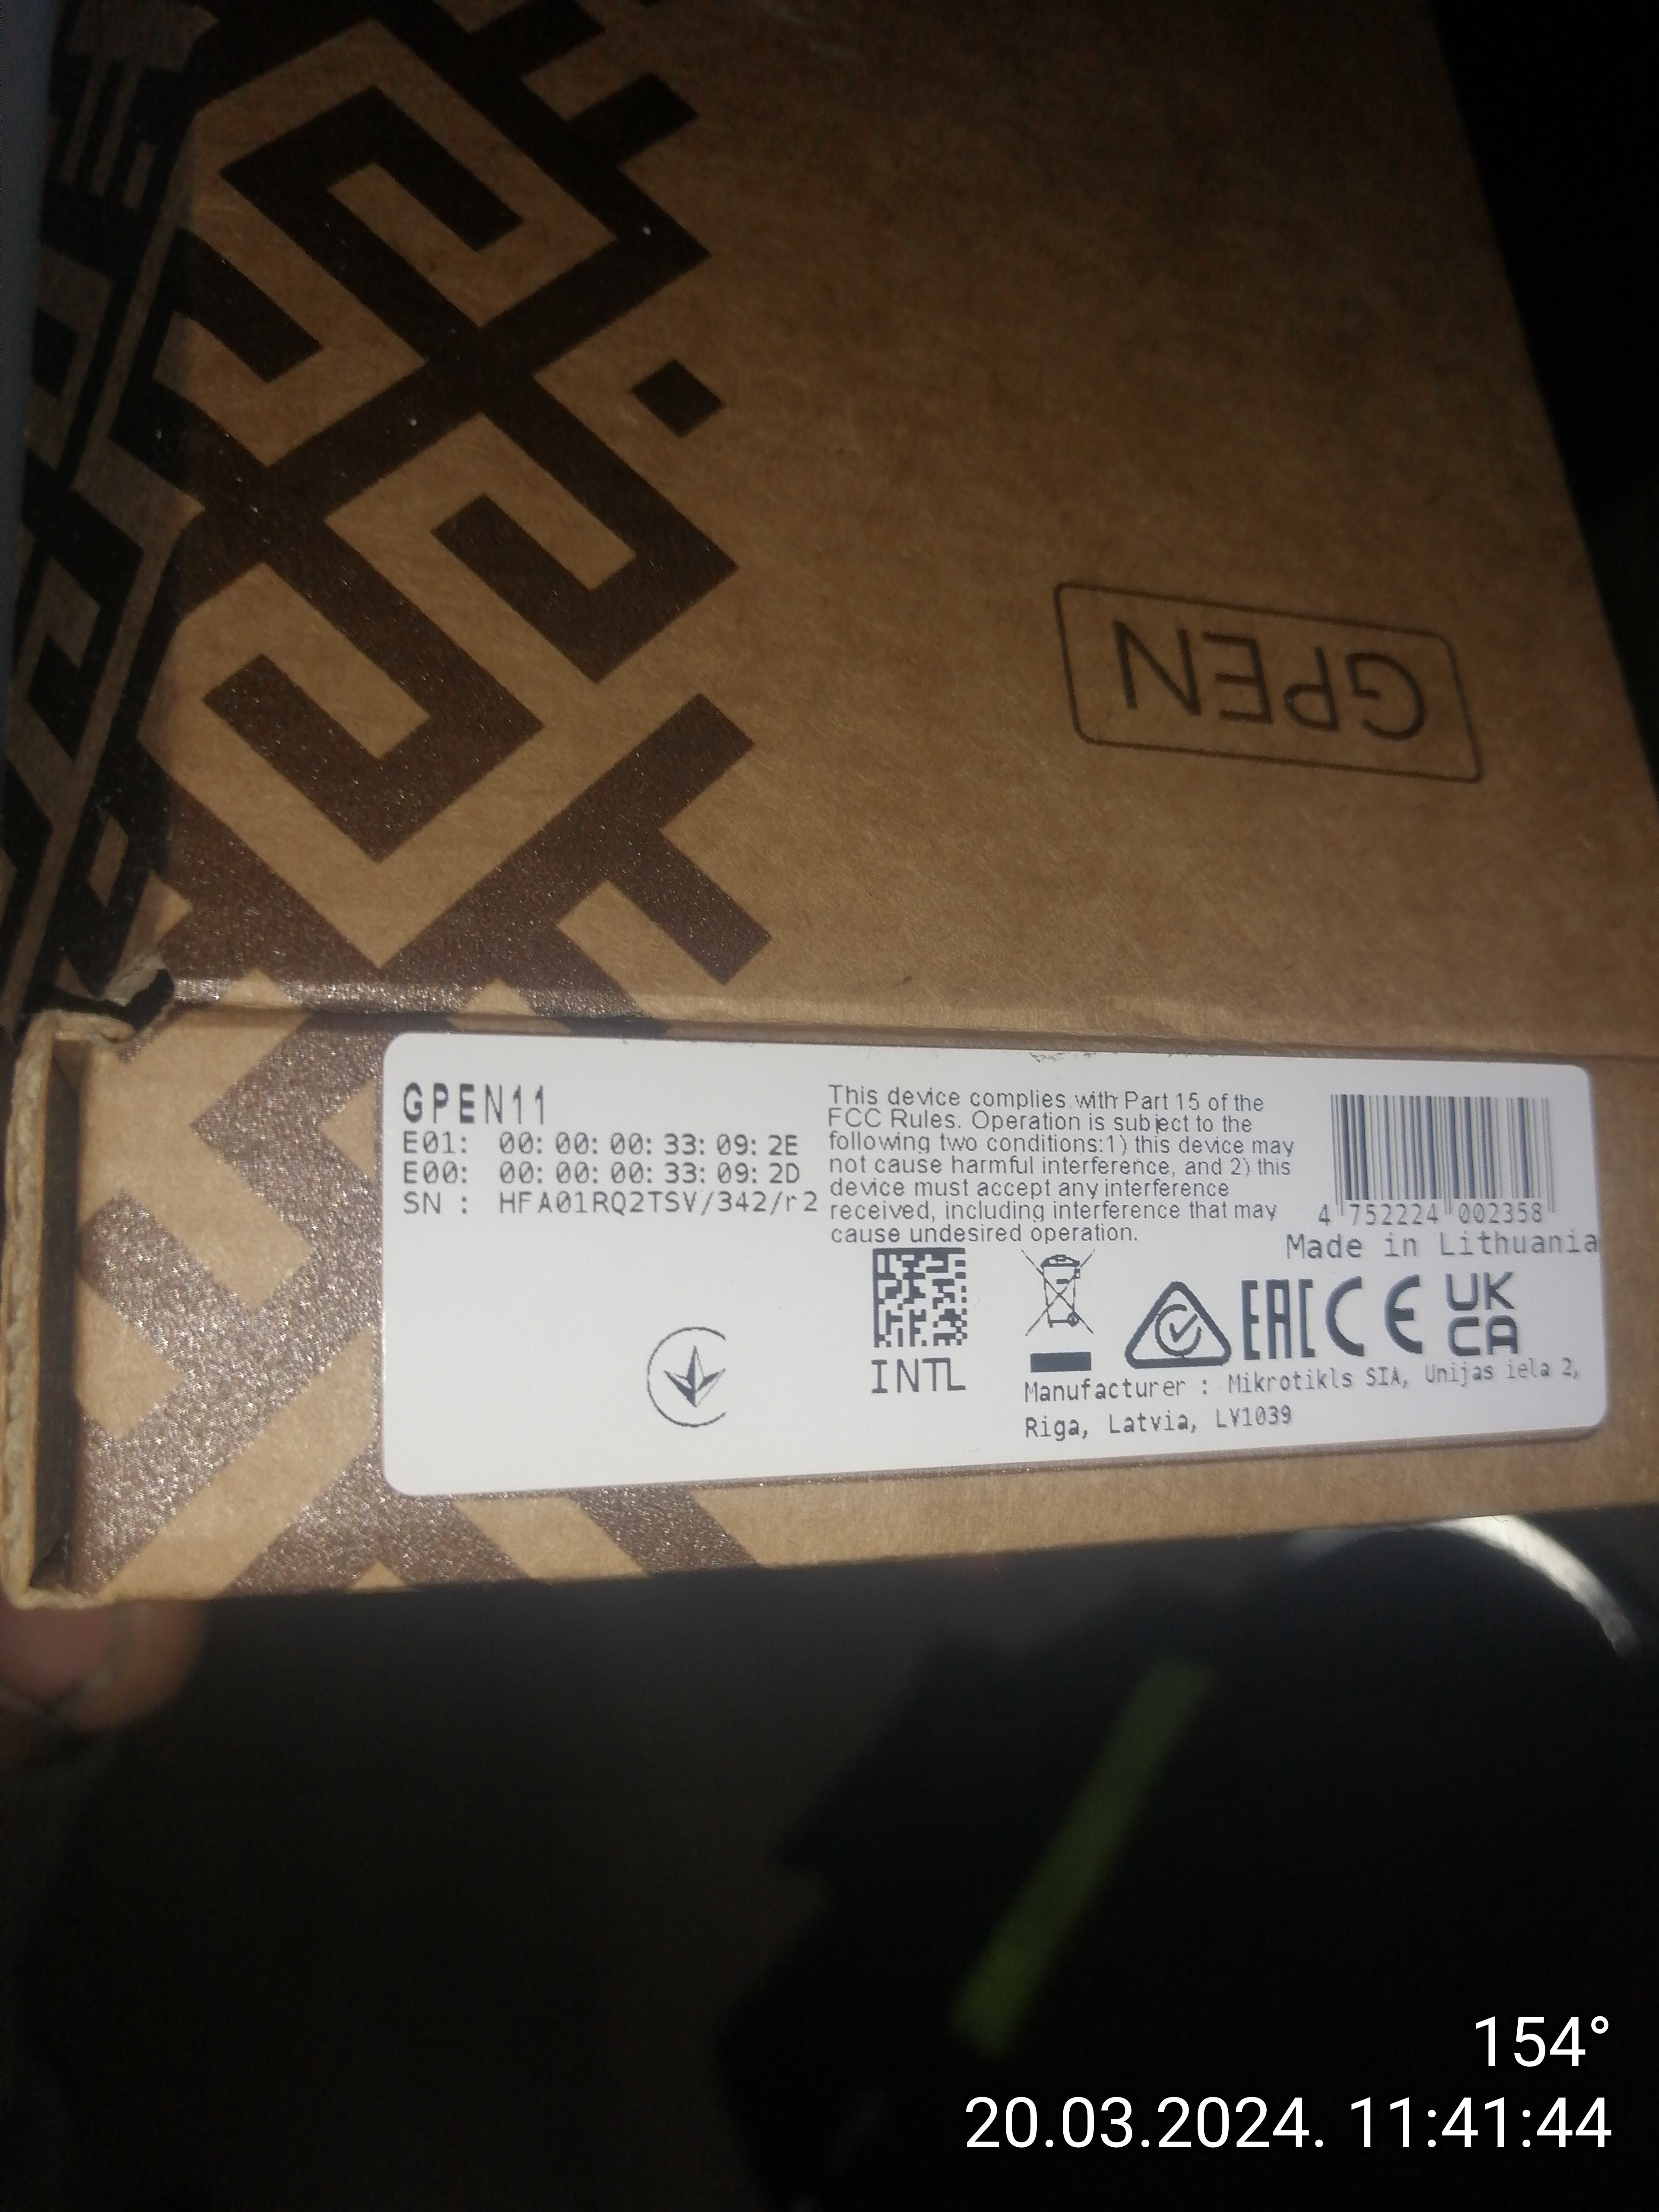 GPEN
GPEN11
E01: 00:00:00:33:09:2E
E00: 00:00:00:33:09:2D
SN : HFA01RQ2TSV/342/r2
This device complies with Part 15 of the
FCC Rules. Operation is subject to the
following two conditions:1) this device may
not cause harmful interference, and 2) this
device must accept any interference
received, including interference that may
cause undesired operation.
4 752224 002358
Made in Lithuania
INTL
EAC CE UK
CA
Manufacturer : Mikrotikls SIA, Unijas iela 2,
Riga, Latvia, LV1039
154°
20.03.2024. 11:41:44